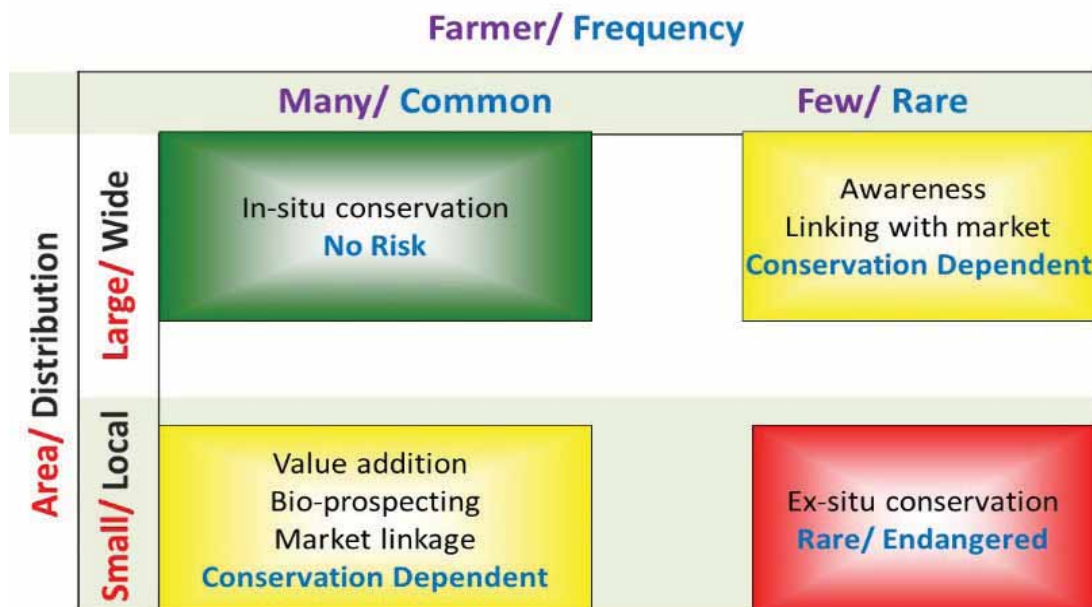 Farmer/ Frequency
Many/ Common
Few/ Rare
Area/ Distribution
Large/ Wide
In-situ conservation
No Risk
Awareness
Linking with market
Conservation Dependent
Small/ Local
Value addition
Bio-prospecting
Market linkage
Conservation Dependent
Ex-situ conservation
Rare/ Endangered